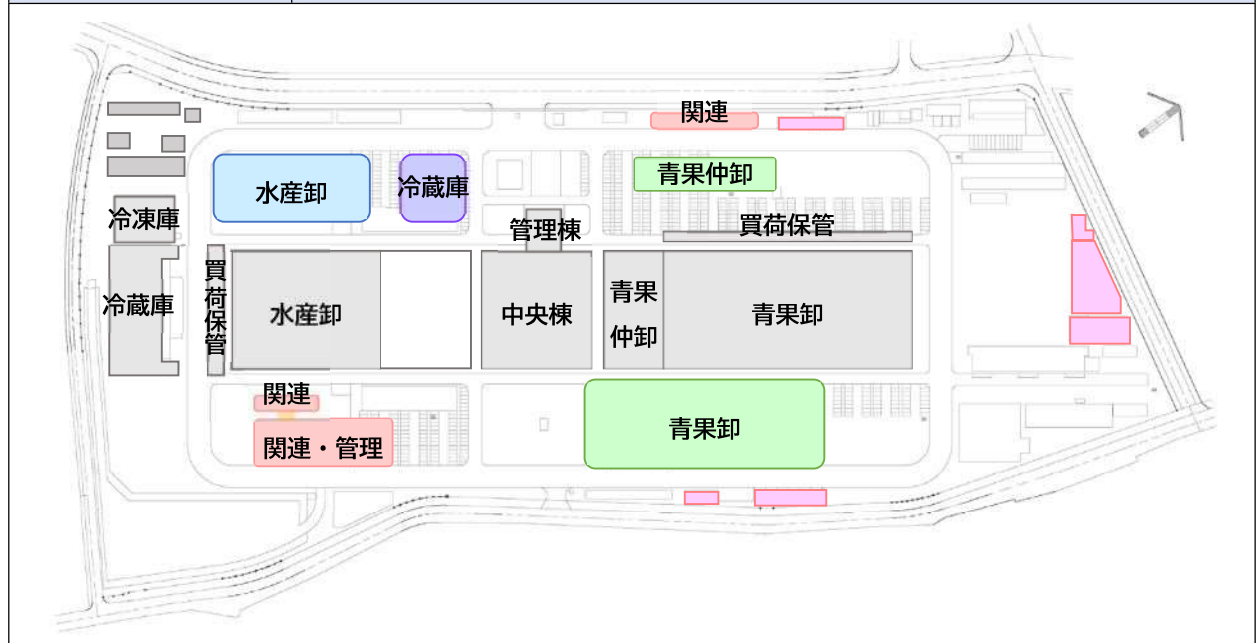 関連
青果仲卸
水産卸
冷蔵庫
冷凍庫
管理棟
買荷保管
冷蔵庫
買荷保管
水産卸
中央棟
青果
仲卸
青果卸
関連
関連・管理
青果卸